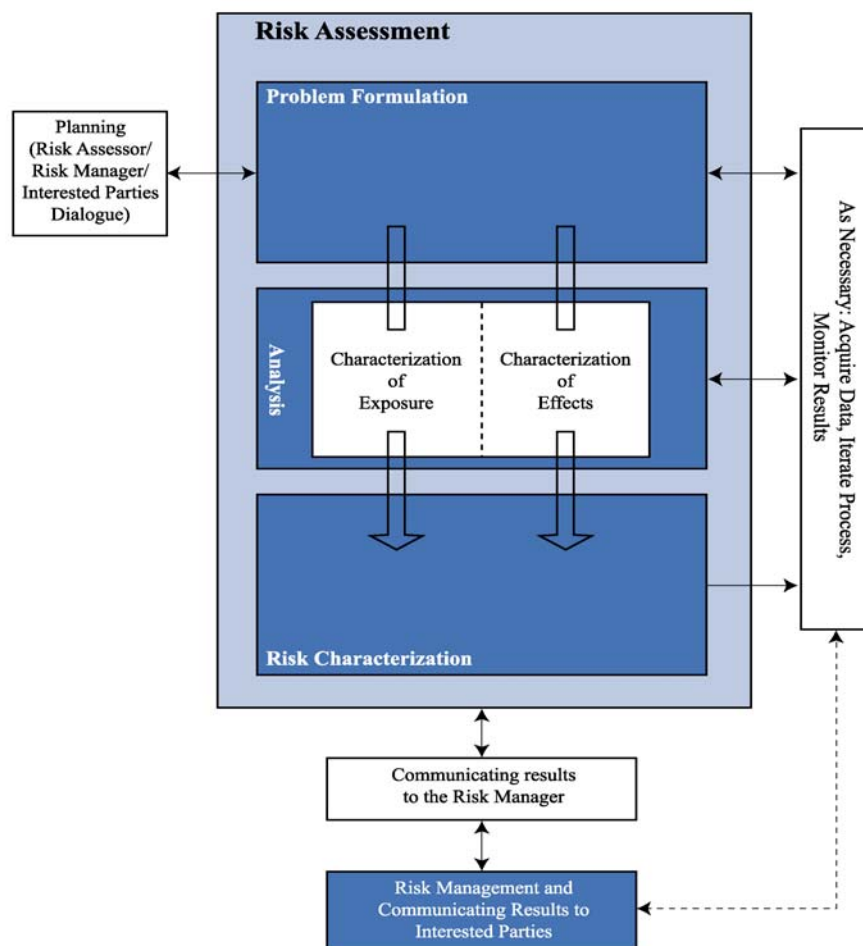 Risk Assessment
Problem Formulation
Planning
(Risk Assessor/
Risk Manager/
Interested Parties
Dialogue)
As Necessary: Acquire Data, Iterate Process,
Monitor Results
Analysis
Characterization
of
Exposure
Characterization
of
Effects
Risk Characterization
Communicating results
to the Risk Manager
Risk Management and
Communicating Results to
Interested Parties